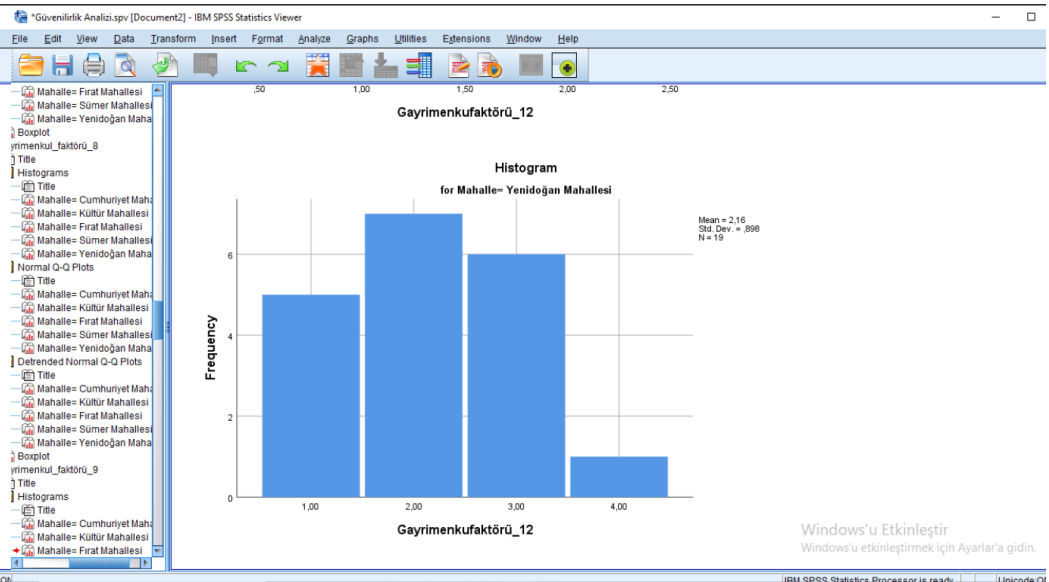 *Güvenilirlik Analizi.spv [Document2] - IBM SPSS Statistics Viewer
File Edit View Data Transform Insert Format Analyze Graphs Utilities Extensions Window Help
Mahalle= Fırat Mahallesi
Mahalle= Sümer Mahallesi
Mahalle= Yenidoğan Maha
Boxplot
yrimenkul_faktörü_8
Title
Histograms
Title
Mahalle= Cumhuriyet Maha
Mahalle= Kültür Mahallesi
Mahalle= Fırat Mahallesi
Mahalle= Sümer Mahallesi
Mahalle= Yenidoğan Maha
Normal Q-Q Plots
Title
Mahalle= Cumhuriyet Maha
Mahalle= Kültür Mahallesi
Mahalle= Fırat Mahallesi
Mahalle= Sümer Mahallesi
Mahalle= Yenidoğan Maha
Detrended Normal Q-Q Plots
Title
Mahalle= Cumhuriyet Maha
Mahalle= Kültür Mahallesi
Mahalle= Fırat Mahallesi
Mahalle= Sümer Mahallesi
Mahalle= Yenidoğan Maha
Boxplot
yrimenkul_faktörü_9
Title
Histograms
Title
Mahalle= Cumhuriyet Maha
Mahalle= Kültür Mahallesi
Mahalle= Fırat Mahallesi
,50 1,00 1,50 2,00 2,50
Gayrimenkufaktörü_12
Histogram
for Mahalle= Yenidoğan Mahallesi
Mean = 2,16
Std. Dev. = ,898
N = 19
Frequency
6
4
2
0
1,00 2,00 3,00 4,00
Gayrimenkufaktörü_12
Windows'u Etkinleştir
Windows'u etkinleştirmek için Ayarlar'a gidin.
IBM SPSS Statistics Processor is ready